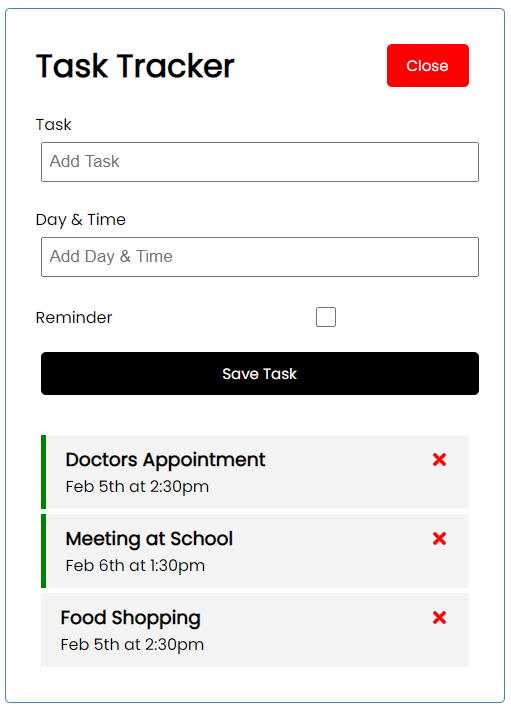 Task Tracker
Close
Task
Add Task
Day & Time
Add Day & Time
Reminder
Save Task
Doctors Appointment
Feb 5th at 2:30pm
Meeting at School
Feb 6th at 1:30pm
Food Shopping
Feb 5th at 2:30pm